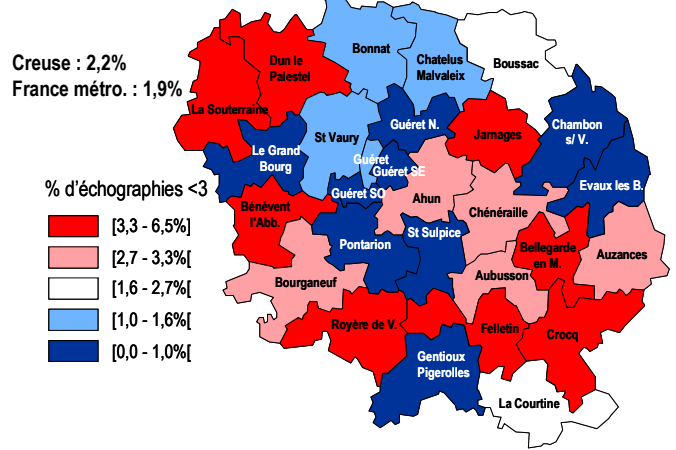 Creuse : 2,2%
France métro. : 1,9%
% d'échographies <3
[3,3 - 6,5%]
[2,7 - 3,3%[
[1,6 - 2,7%[
[1,0 - 1,6%[
[0,0 - 1,0%[
Bonnat
Chatelus
Malvaleix
Boussac
Dun le
Palestel
La Souterraine
St Vaury
Guéret N.
Jarnages
Chambon
s/ V.
Le Grand
Bourg
Guéret
Guéret SE
Evaux les B.
Guéret SO
Ahun
Chénéraille
Bénévent
l'Abb.
Pontarion
St Sulpice
Bellegarde
en M.
Auzances
Bourganeuf
Aubusson
Royère de V.
Felletin
Crocq
Gentioux
Pigerolles
La Courtine